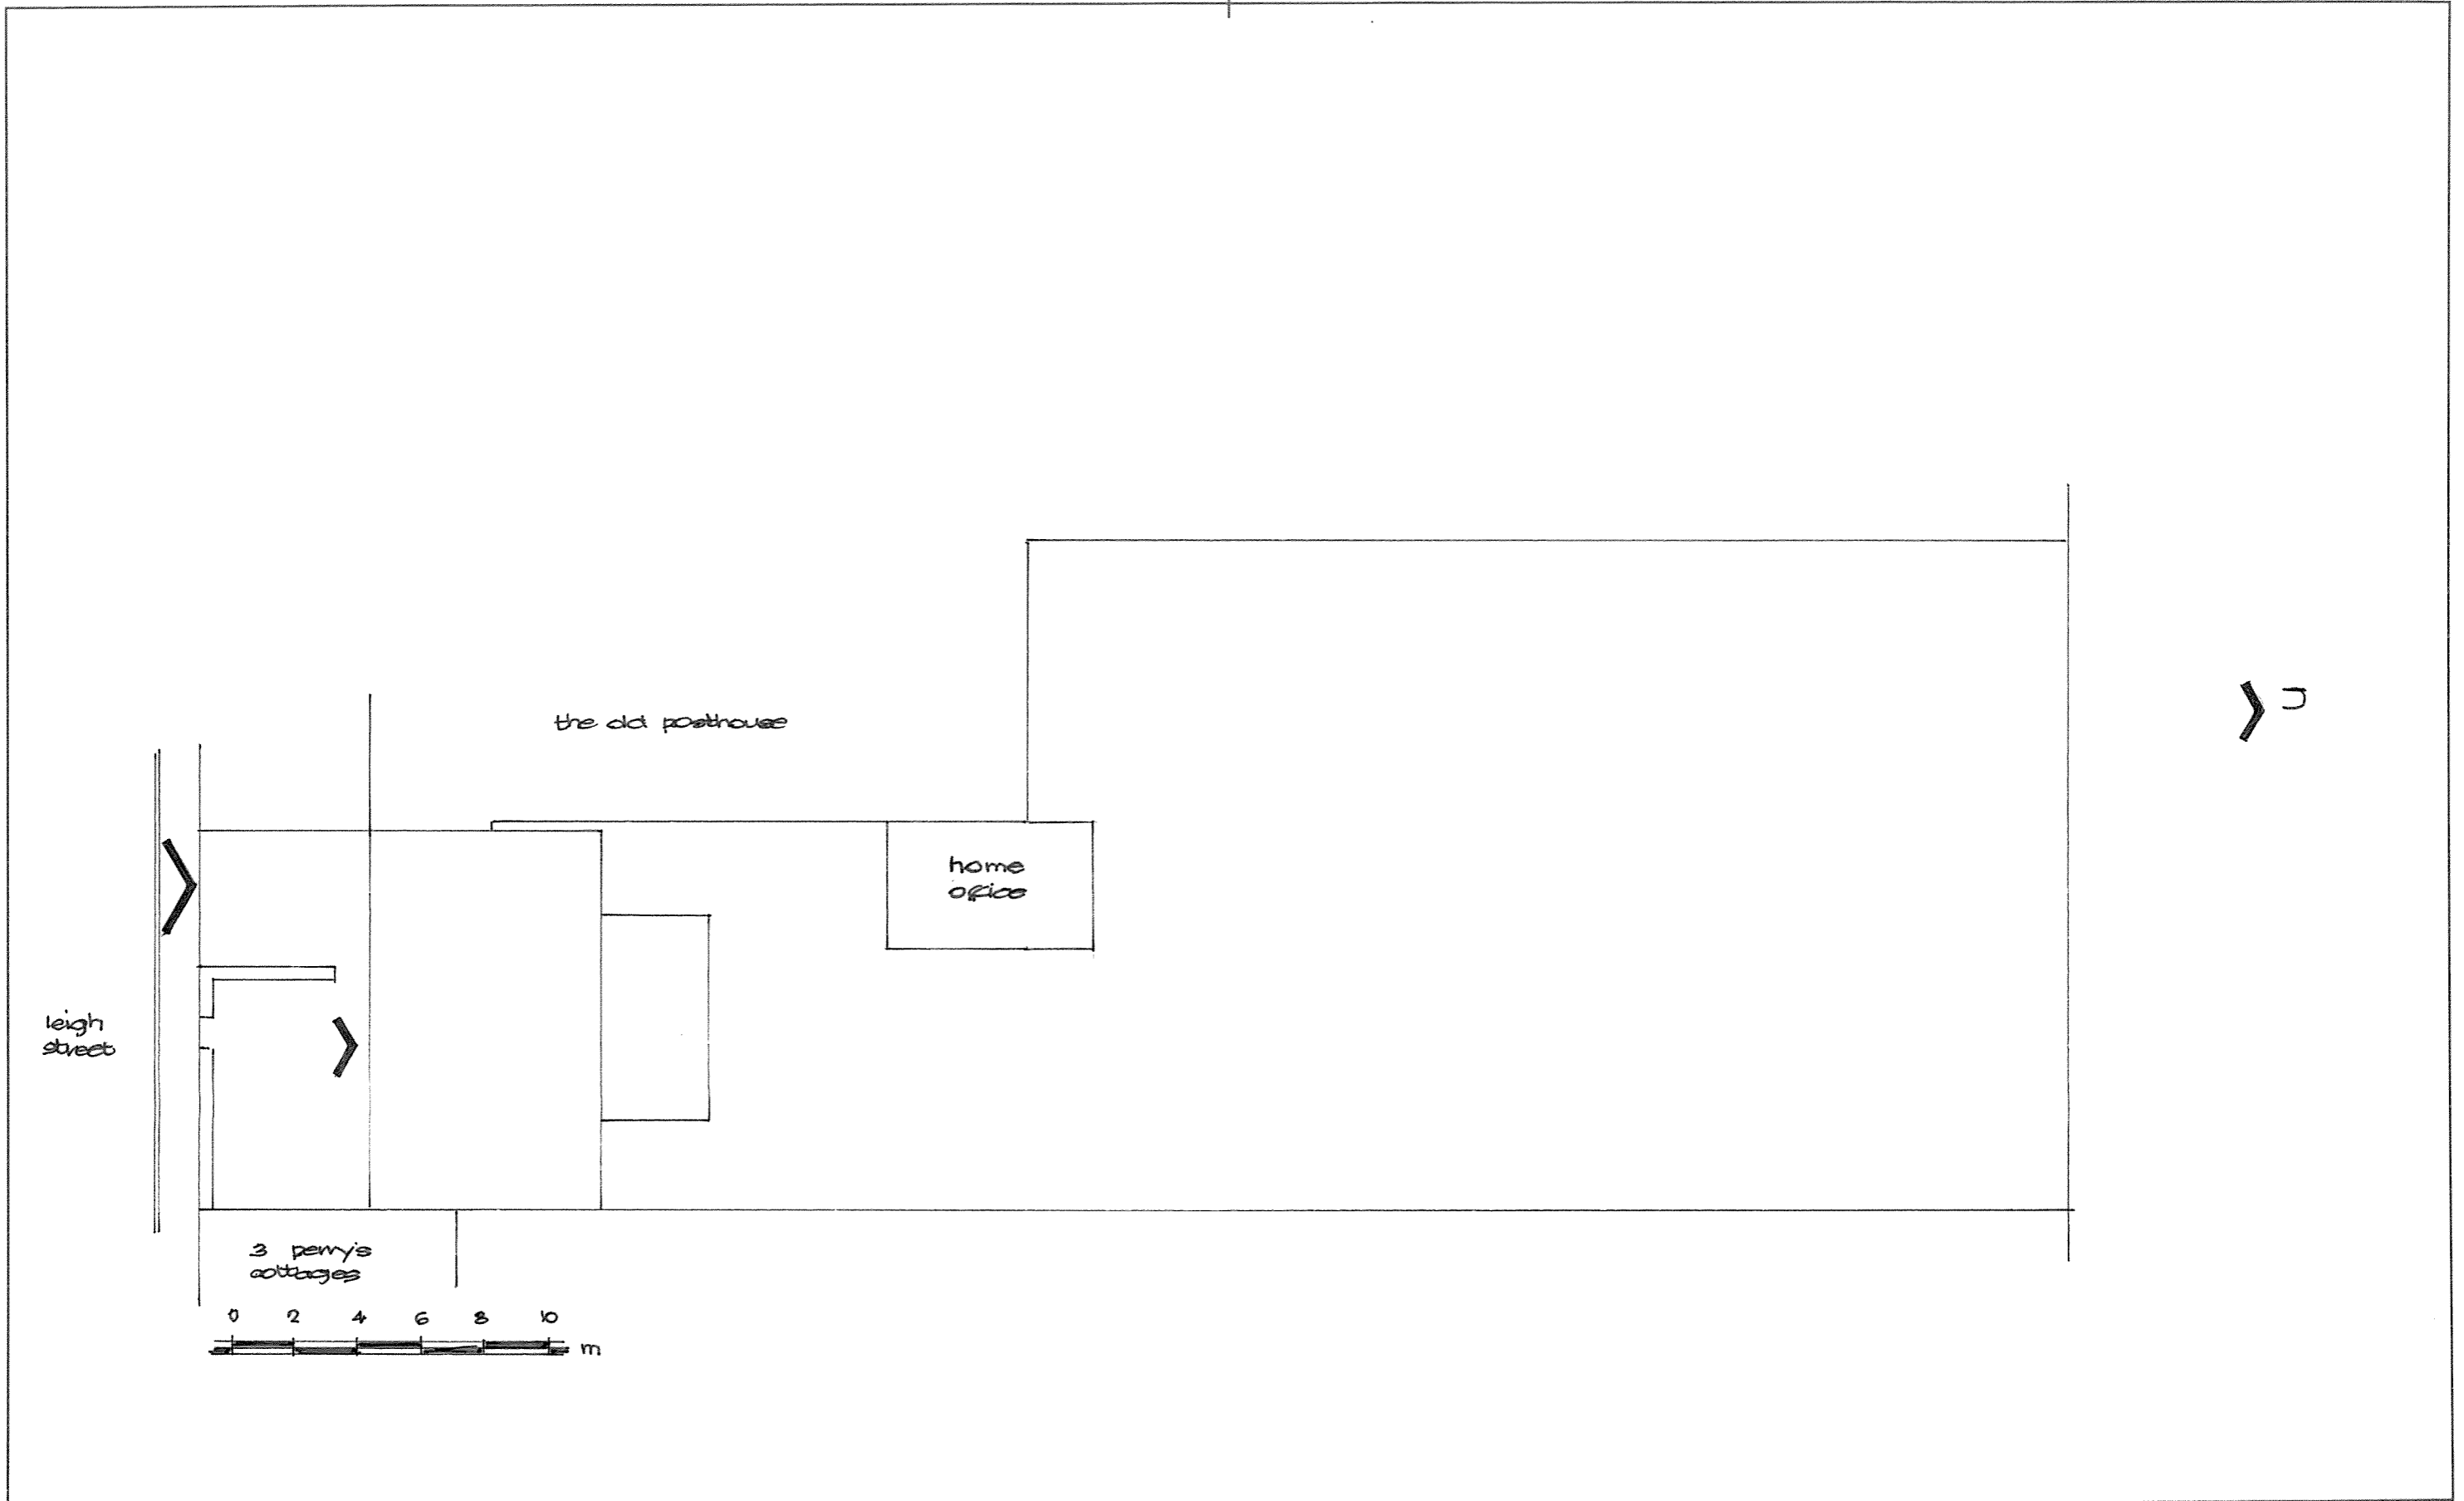 the old posthouse
home
office
leigh
street
3 perry's
cottages
0 2 4 6 8 10
m
n